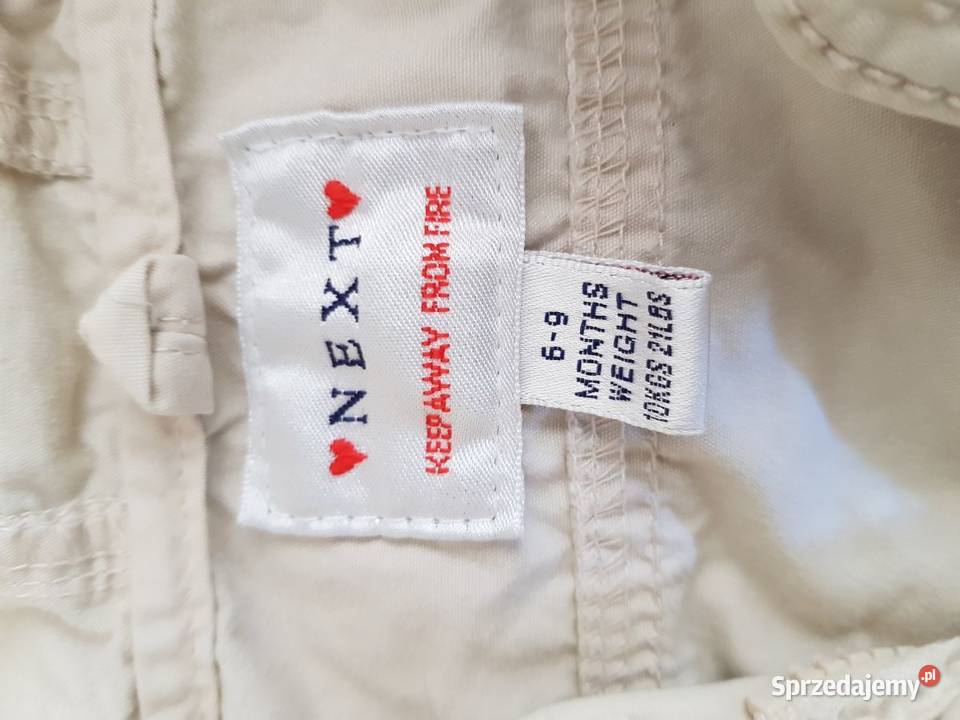 ♥NEXT♥
KEEP AWAY FROM FIRE
6-9
MONTHS
WEIGHT
10KGS 21LBS
Sprzedajemy.pl